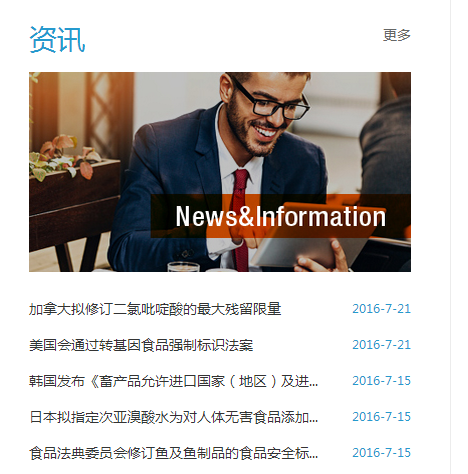 资讯
更多
News&Information
加拿大拟修订二氯吡啶酸的最大残留限量 2016-7-21
美国会通过转基因食品强制标识法案 2016-7-21
韩国发布《畜产品允许进口国家（地区）及进... 2016-7-15
日本拟指定次亚溴酸水为对人体无害食品添加... 2016-7-15
食品法典委员会修订鱼及鱼制品的食品安全标... 2016-7-15